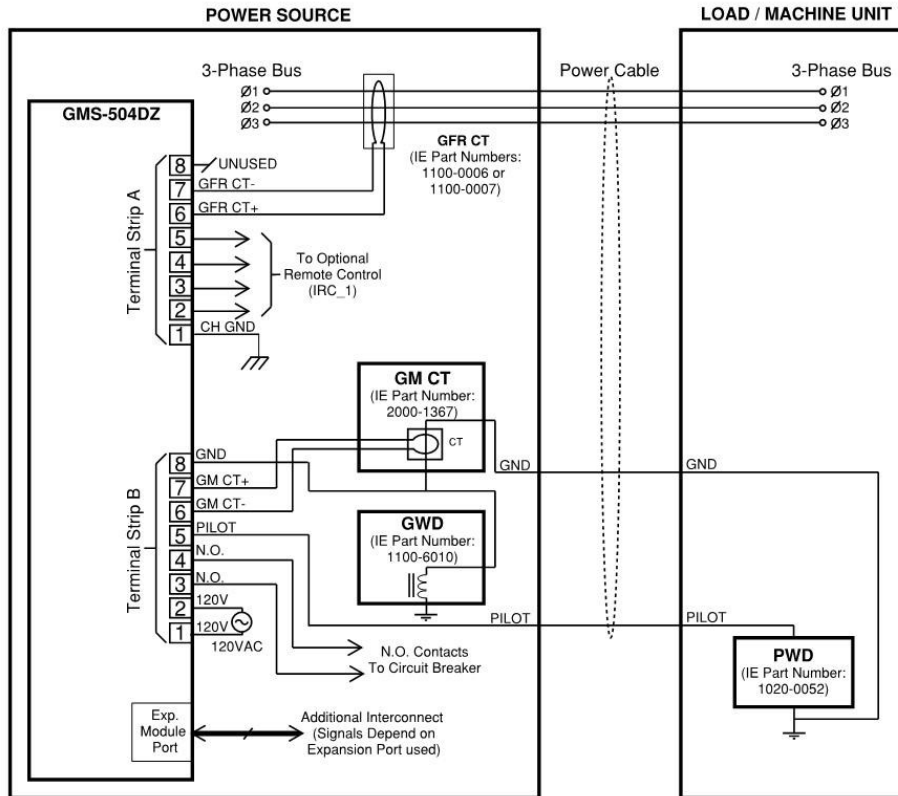 POWER SOURCE
LOAD / MACHINE UNIT
3-Phase Bus
Power Cable
3-Phase Bus
Ø1
Ø2
Ø3
Ø1
Ø2
Ø3
GMS-504DZ
GFR CT
(IE Part Numbers:
1100-0006 or
1100-0007)
Terminal Strip A
8
UNUSED
7
GFR CT-
6
GFR CT+
5
4
3
2
To Optional
Remote Control
(IRC_1)
1
CH GND
GM CT
(IE Part Number:
2000-1367)
CT
GND
GND
Terminal Strip B
8
GND
7
GM CT+
6
GM CT-
5
PILOT
4
N.O.
3
N.O.
2
120V
1
120V
120VAC
GWD
(IE Part Number:
1100-6010)
PILOT
PILOT
N.O. Contacts
To Circuit Breaker
PWD
(IE Part Number:
1020-0052)
Exp.
Module
Port
Additional Interconnect
(Signals Depend on
Expansion Port used)